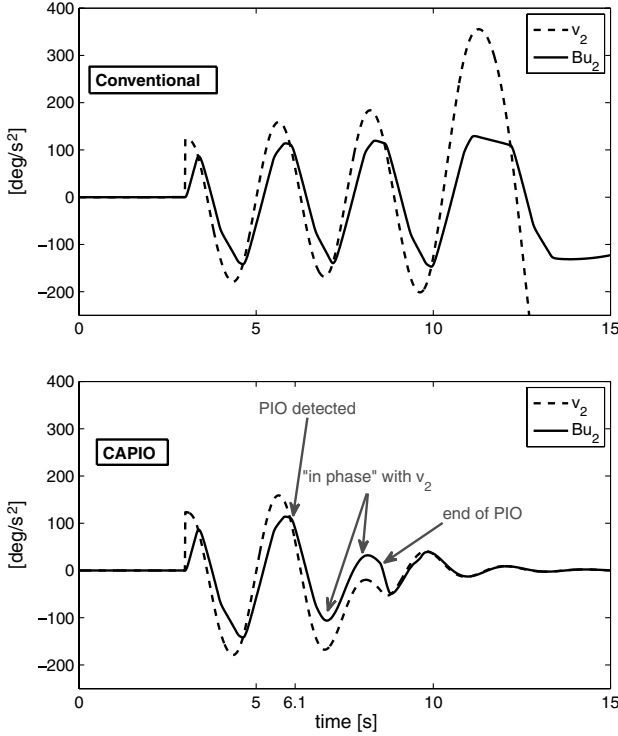 400
300
200
100
0
−100
−200
[deg/s²]
Conventional
v₂
Bu₂
0 5 10 15
400
300
200
100
0
−100
−200
[deg/s²]
CAPIO
PIO detected
"in phase" with v₂
end of PIO
v₂
Bu₂
0 5 6.1 10 15
time [s]